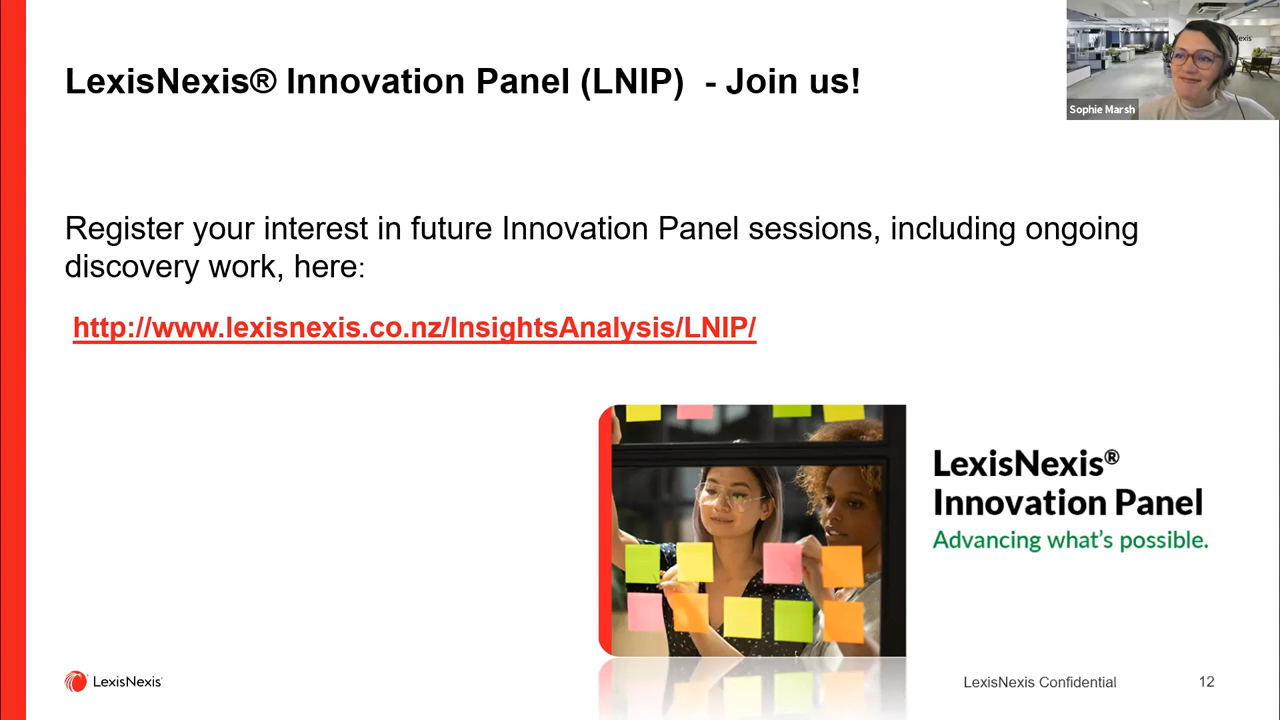 LexisNexis® Innovation Panel (LNIP) - Join us!
Sophie Marsh
Register your interest in future Innovation Panel sessions, including ongoing
discovery work, here:
http://www.lexisnexis.co.nz/InsightsAnalysis/LNIP/
LexisNexis®
Innovation Panel
Advancing what's possible.
LexisNexis
LexisNexis Confidential
12